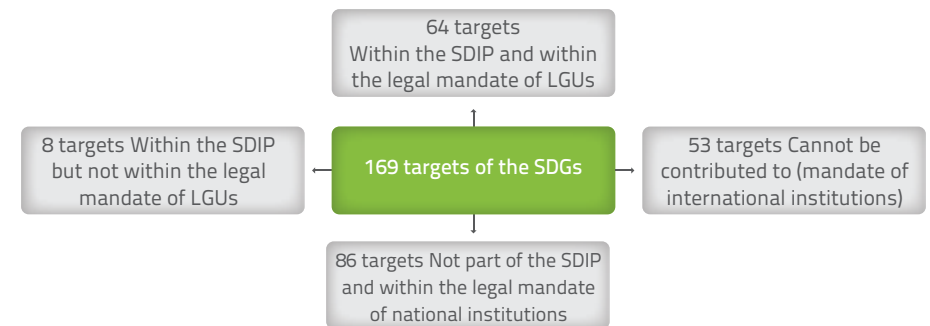 64 targets
Within the SDIP and within
the legal mandate of LGUs
8 targets Within the SDIP
but not within the legal
mandate of LGUs
169 targets of the SDGs
53 targets Cannot be
contributed to (mandate of
international institutions)
86 targets Not part of the SDIP
and within the legal mandate
of national institutions